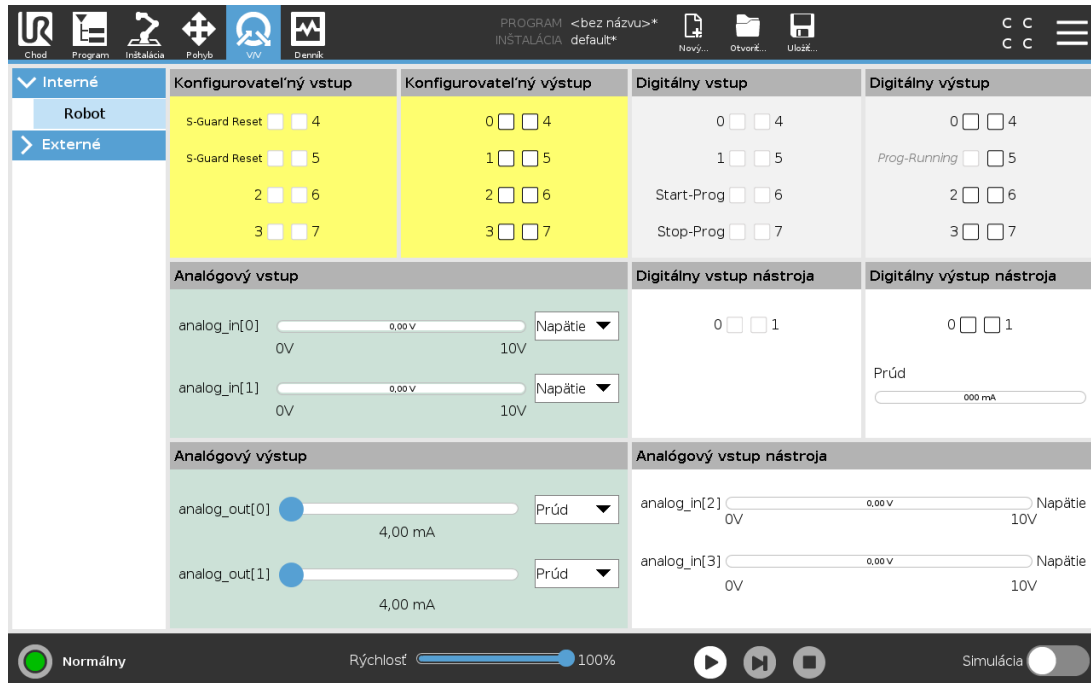 PROGRAM <bez názvu>*
INŠTALÁCIA default*
C C
C C
Chod Program Inštalácia Pohyb V/V Dennik Nový... Otvoriť... Uložiť...
Interné
Robot
Externé
Konfigurovateľný vstup
S-Guard Reset 4
S-Guard Reset 5
2 6
3 7
Konfigurovateľný výstup
0 4
1 5
2 6
3 7
Digitálny vstup
0 4
1 5
Start-Prog 6
Stop-Prog 7
Digitálny výstup
0 4
Prog-Running 5
2 6
3 7
Analógový vstup
analog_in[0] 0,00 V Napätie
0V 10V
analog_in[1] 0,00 V Napätie
0V 10V
Digitálny vstup nástroja
0 1
Digitálny výstup nástroja
0 1
Prúd
000 mA
Analógový výstup
analog_out[0] Prúd
4,00 mA
analog_out[1] Prúd
4,00 mA
Analógový vstup nástroja
analog_in[2] 0,00 V Napätie
0V 10V
analog_in[3] 0,00 V Napätie
0V 10V
Normálny Rýchlosť 100% Simulácia